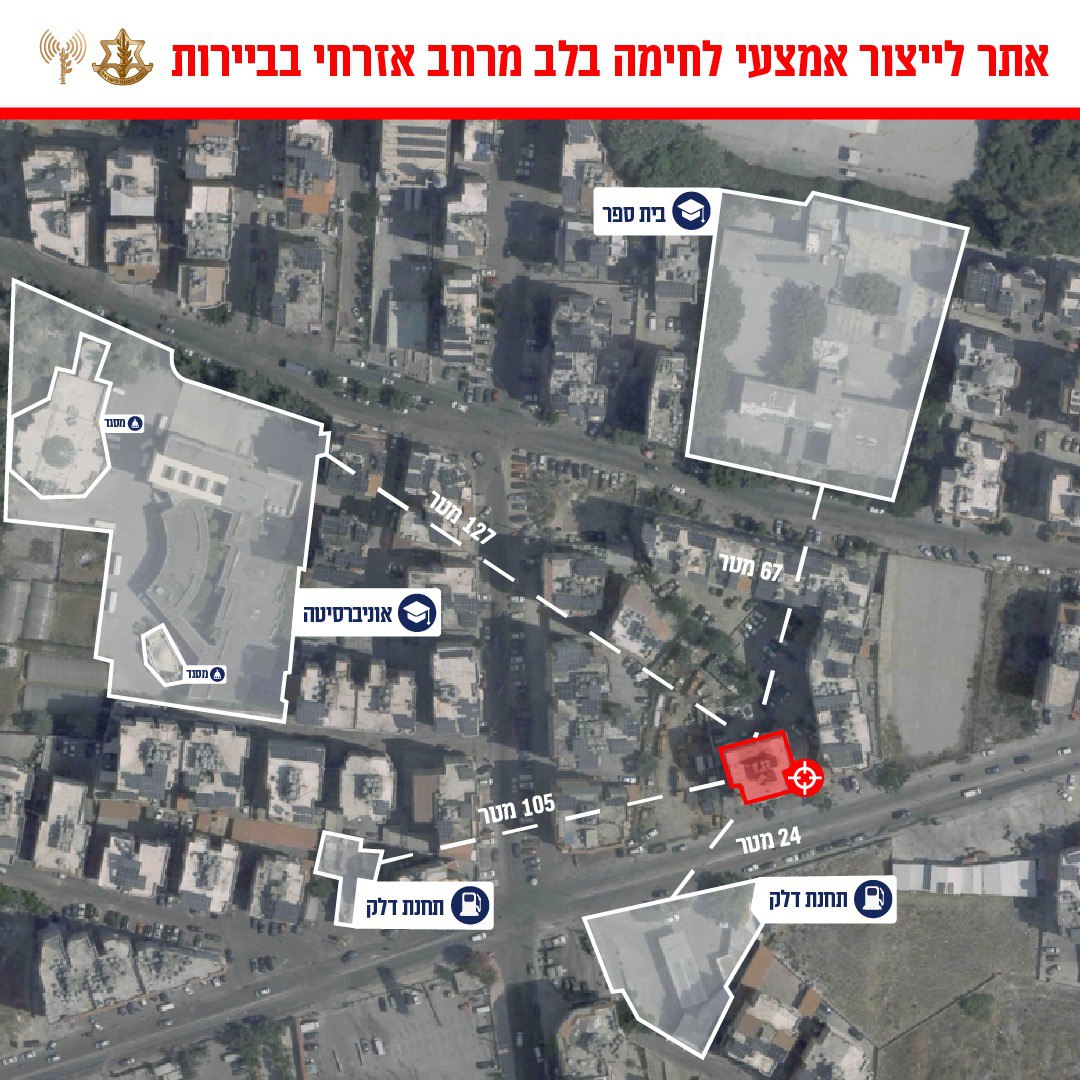 אתר לייצור אמצעי לחימה בלב מרחב אזרחי בביירות
בית ספר
מסגד
127 מטר
67 מטר
אוניברסיטה
מסגד
105 מטר
24 מטר
תחנת דלק
תחנת דלק